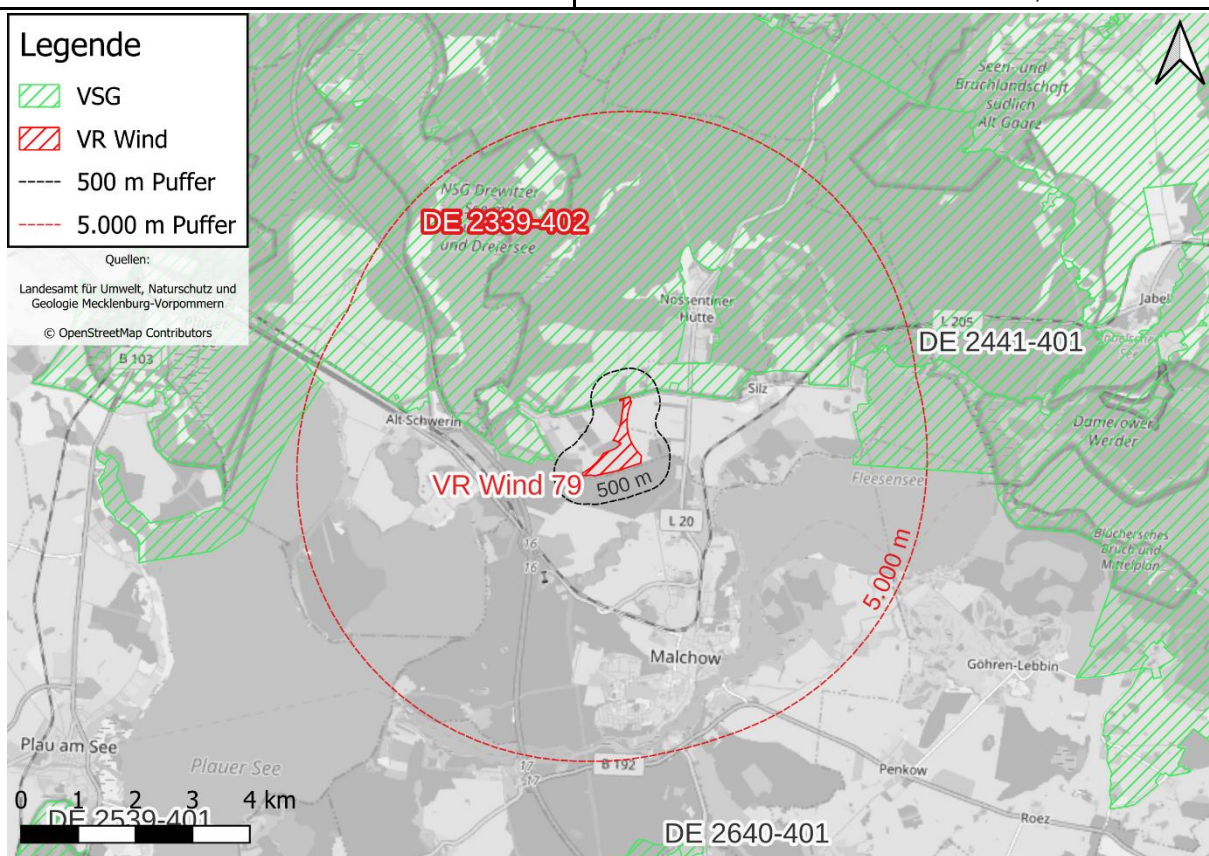 Legende
VSG
VR Wind
500 m Puffer
5.000 m Puffer
Quellen:
Landesamt für Umwelt, Naturschutz und
Geologie Mecklenburg-Vorpommern
© OpenStreetMap Contributors
Seen- und
Bruchlandschaft
südlich
Alt Gaarz
NSG Drewitzer
DE 2339-402
und Dreiersee
Nossentiner
Hütte
Jabel
L 205
DE 2441-401
B 103
Silz
Alt Schwerin
Damerower
Werder
VR Wind 79
500 m
Fleesensee
L 20
Blüchersches
Bruch und
Mittelplan
16
16
5.000 m
Malchow
Göhren-Lebbin
Plau am See
Plauer See
17
17
B 192
Penkow
Roez
0 1 2 3 4 km
DE 2539-401
DE 2640-401